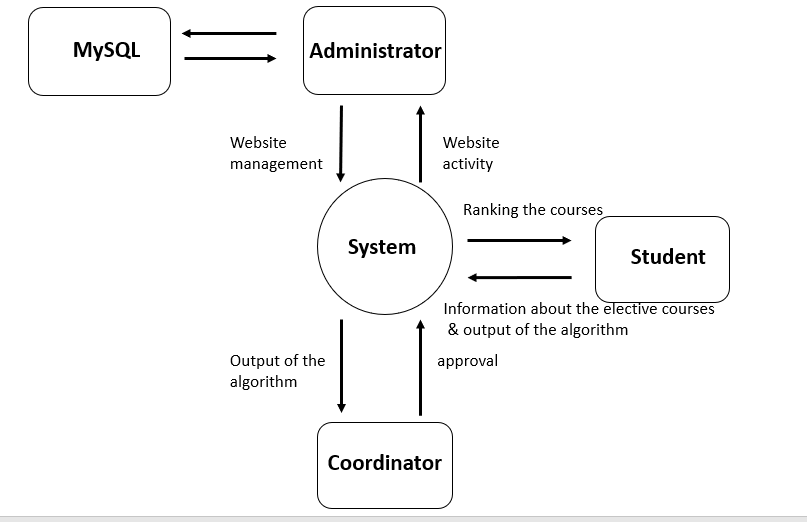 MySQL
Administrator
Website
management
Website
activity
Ranking the courses
System
Student
Information about the elective courses
& output of the algorithm
Output of the
algorithm
approval
Coordinator